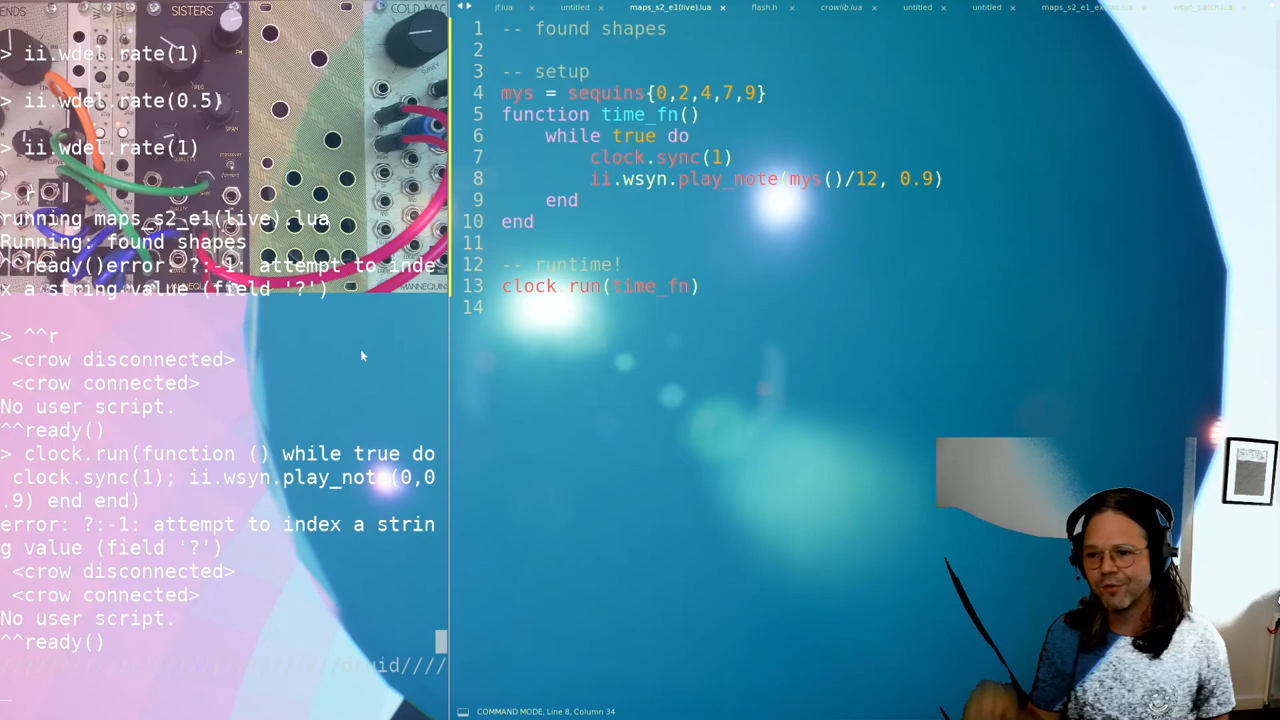 ENDS
SISTERS
COLD MAC
SURVEY
SPAN
QUALITY
MANNEQUINS
> ii.wdel.rate(1)
> ii.wdel.rate(0.5)
> ii.wdel.rate(1)
> r
running maps_s2_e1(live).lua
Running: found shapes
^^ready()error: ?:-1: attempt to inde
x a string value (field '?')
> ^^r
<crow disconnected>
<crow connected>
No user script.
^^ready()
> clock.run(function () while true do
clock.sync(1); ii.wsyn.play_note(0,0
.9) end end)
error: ?:-1: attempt to index a strin
g value (field '?')
<crow disconnected>
<crow connected>
No user script.
^^ready()
druid////
jf.lua
untitled
maps_s2_e1(live).lua
flash.h
crowlib.lua
untitled
untitled
1 -- found shapes
2
3 -- setup
4 mys = sequins{0,2,4,7,9}
5 function time_fn()
6 while true do
7 clock.sync(1)
8 ii.wsyn.play_note(mys()/12, 0.9)
9 end
10 end
11
12 -- runtime!
13 clock.run(time_fn)
14
COMMAND MODE, Line 8, Column 34